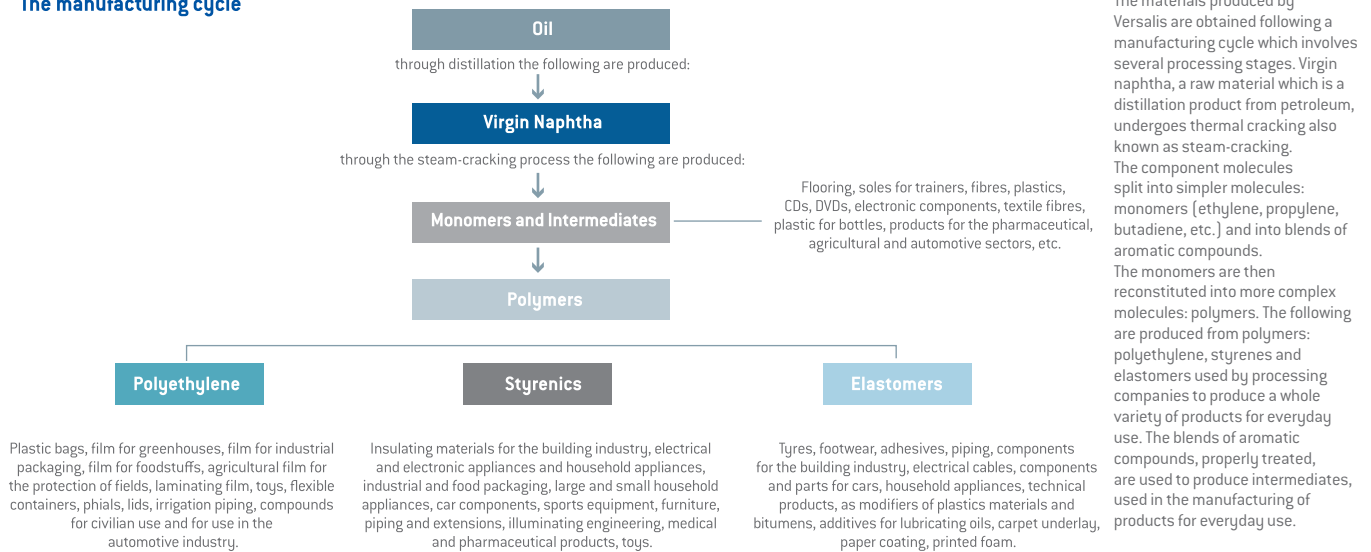 The manufacturing cycle
Oil
through distillation the following are produced:
Virgin Naphtha
through the steam-cracking process the following are produced:
Monomers and Intermediates
Flooring, soles for trainers, fibres, plastics,
CDs, DVDs, electronic components, textile fibres,
plastic for bottles, products for the pharmaceutical,
agricultural and automotive sectors, etc.
Polymers
Polyethylene
Plastic bags, film for greenhouses, film for industrial
packaging, film for foodstuffs, agricultural film for
the protection of fields, laminating film, toys, flexible
containers, phials, lids, irrigation piping, compounds
for civilian use and for use in the
automotive industry.
Styrenics
Insulating materials for the building industry, electrical
and electronic appliances and household appliances,
industrial and food packaging, large and small household
appliances, car components, sports equipment, furniture,
piping and extensions, illuminating engineering, medical
and pharmaceutical products, toys.
Elastomers
Tyres, footwear, adhesives, piping, components
for the building industry, electrical cables, components
and parts for cars, household appliances, technical
products, as modifiers of plastics materials and
bitumens, additives for lubricating oils, carpet underlay,
paper coating, printed foam.
The materials produced by
Versalis are obtained following a
manufacturing cycle which involves
several processing stages. Virgin
naphtha, a raw material which is a
distillation product from petroleum,
undergoes thermal cracking also
known as steam-cracking.
The component molecules
split into simpler molecules:
monomers (ethylene, propylene,
butadiene, etc.) and into blends of
aromatic compounds.
The monomers are then
reconstituted into more complex
molecules: polymers. The following
are produced from polymers:
polyethylene, styrenes and
elastomers used by processing
companies to produce a whole
variety of products for everyday
use. The blends of aromatic
compounds, properly treated,
are used to produce intermediates,
used in the manufacturing of
products for everyday use.